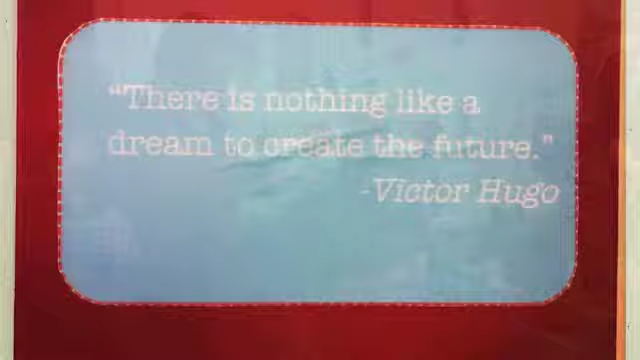 “There is nothing like a
dream to create the future.”
-Victor Hugo